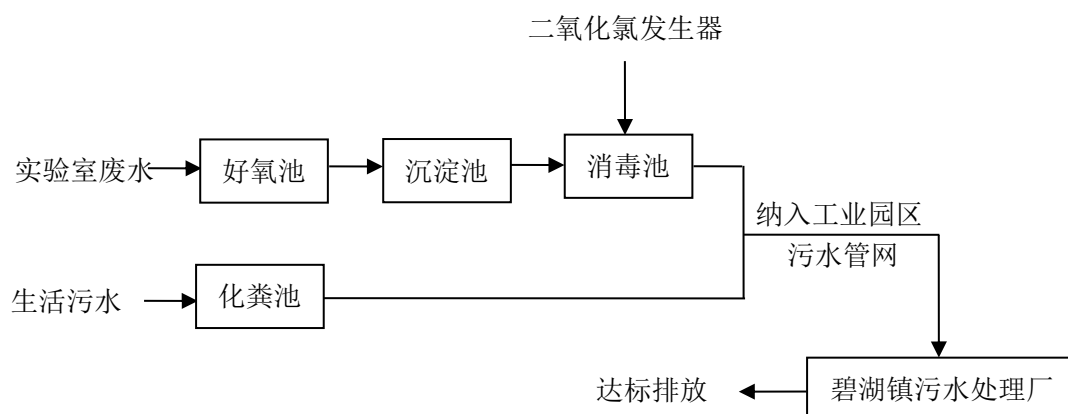 二氧化氯发生器
实验室废水
好氧池
沉淀池
消毒池
纳入工业园区
污水管网
生活污水
化粪池
达标排放
碧湖镇污水处理厂